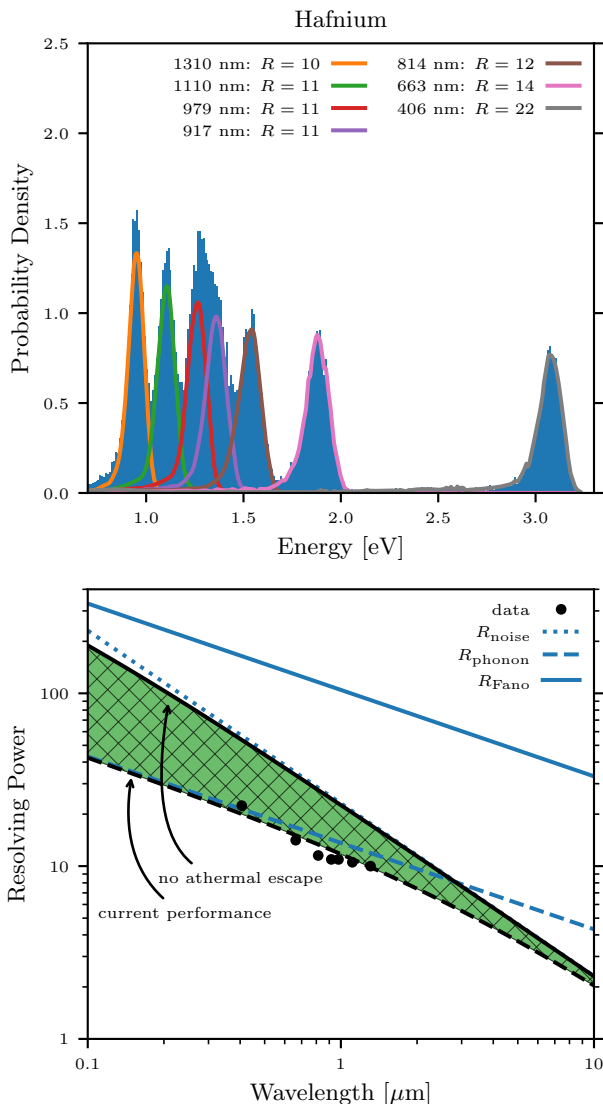 Hafnium
2.5
2.0
1.5
1.0
0.5
0.0
Probability Density
1310 nm: R = 10
1110 nm: R = 11
979 nm: R = 11
917 nm: R = 11
814 nm: R = 12
663 nm: R = 14
406 nm: R = 22
1.0 1.5 2.0 2.5 3.0
Energy [eV]
100
10
1
Resolving Power
data
R_noise
R_phonon
R_Fano
no athermal escape
current performance
0.1 1 10
Wavelength [μm]